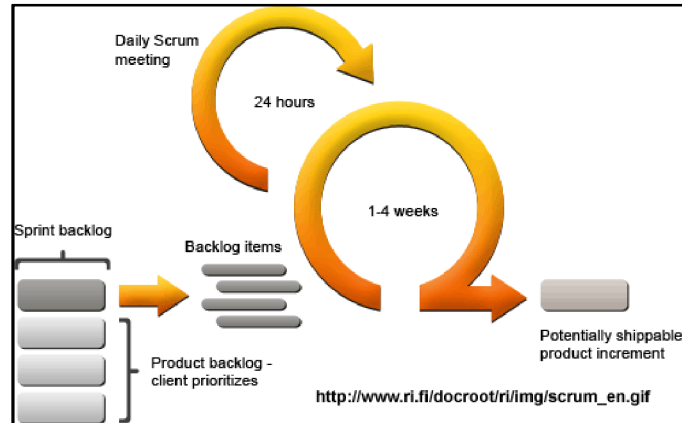 Daily Scrum
meeting
24 hours
1-4 weeks
Sprint backlog
Backlog items
Product backlog -
client prioritizes
Potentially shippable
product increment
http://www.ri.fi/docroot/ri/img/scrum_en.gif